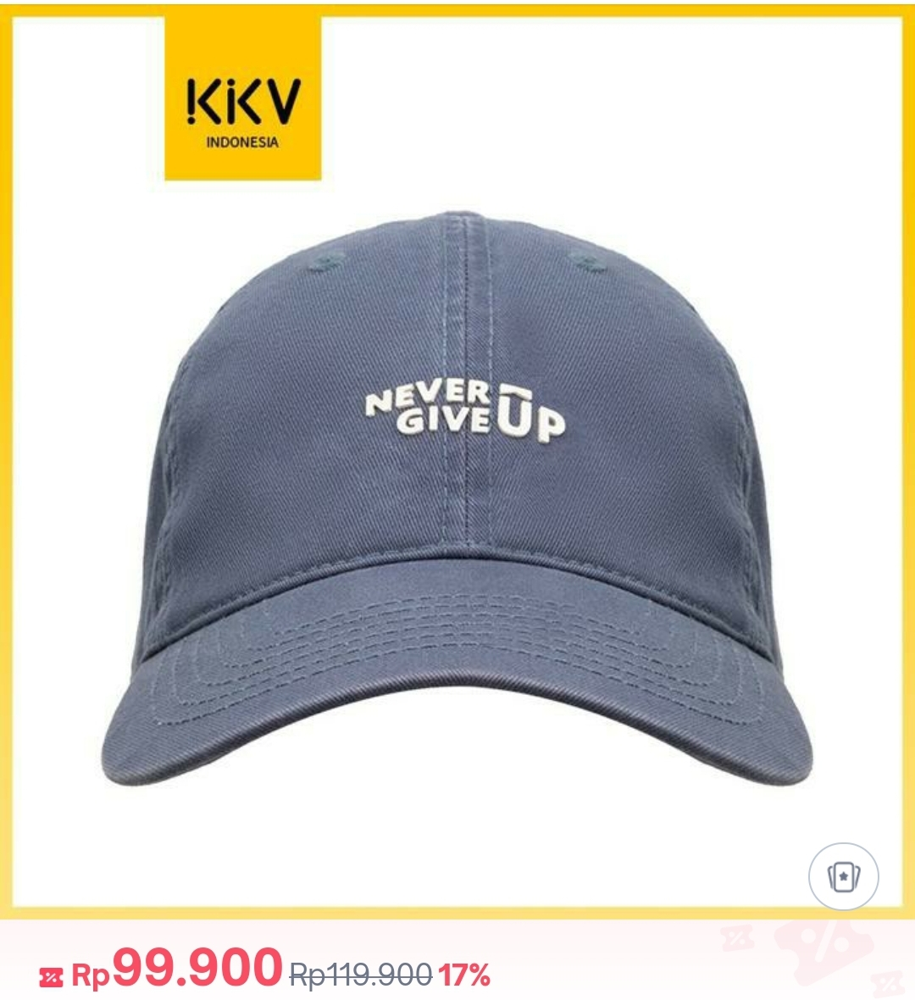 KKV
INDONESIA
NEVER
GIVE UP
Rp99.900 Rp119.900 17%